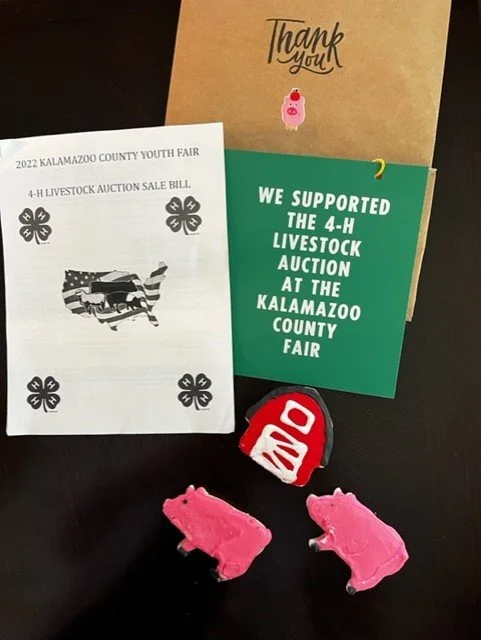 Thank
you
2022 KALAMAZOO COUNTY YOUTH FAIR
4-H LIVESTOCK AUCTION SALE BILL
H H
H H
H H
H H
WE SUPPORTED
THE 4-H
LIVESTOCK
AUCTION
AT THE
KALAMAZOO
COUNTY
FAIR
H H
H H
H H
H H